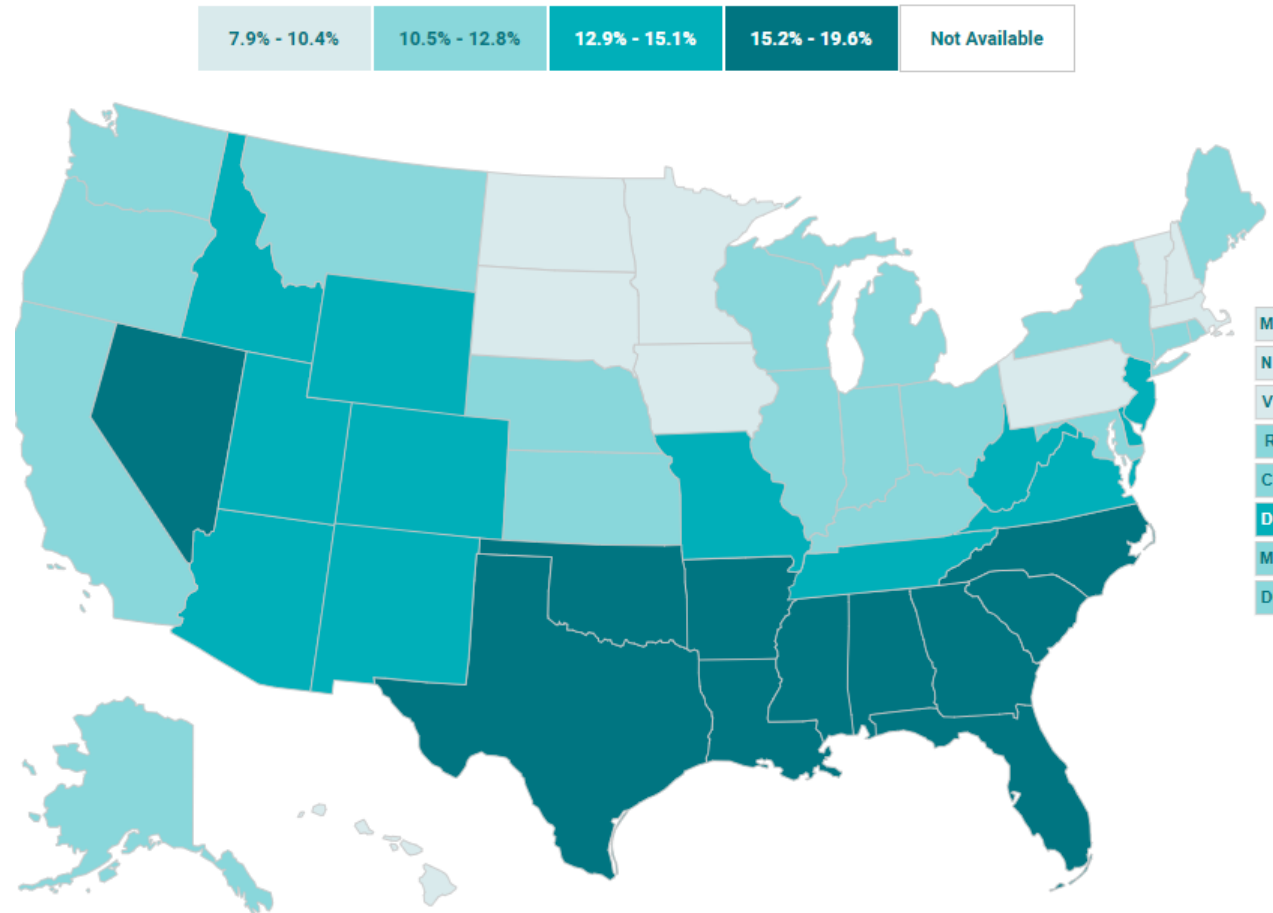 7.9% - 10.4%
10.5% - 12.8%
12.9% - 15.1%
15.2% - 19.6%
Not Available
M
N
V
R
C
D
M
D